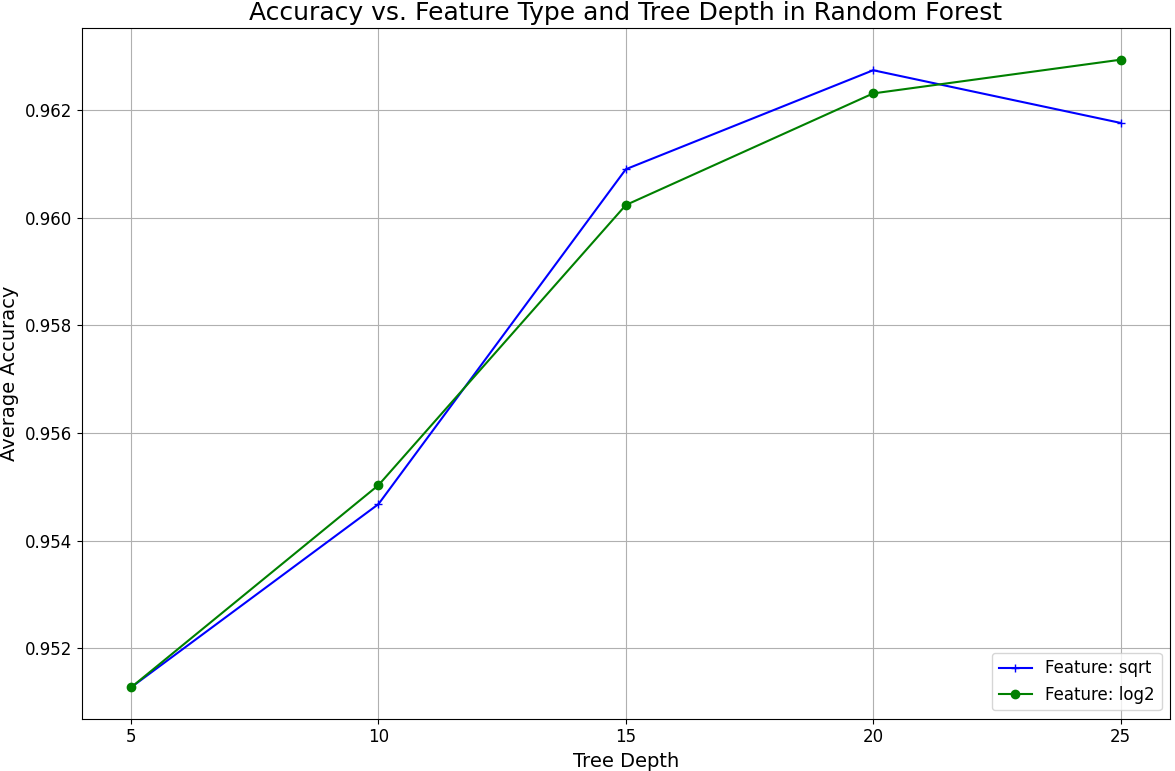 Accuracy vs. Feature Type and Tree Depth in Random Forest
Average Accuracy
0.962
0.960
0.958
0.956
0.954
0.952
5 10 15 20 25
Tree Depth
Feature: sqrt
Feature: log2